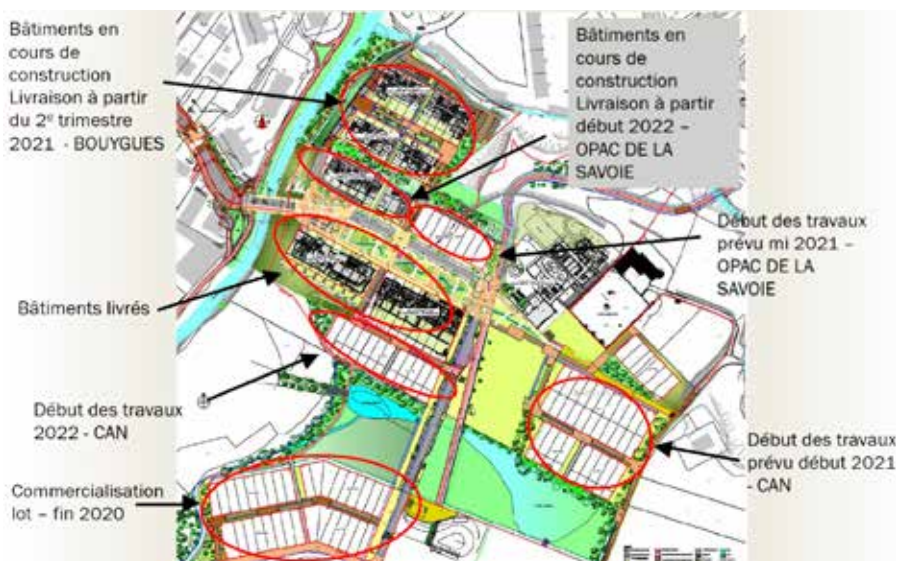 Bâtiments en
cours de
construction
Livraison à partir
du 2e trimestre
2021 - BOUYGUES
Bâtiments en
cours de
construction
Livraison à partir
début 2022 –
OPAC DE LA
SAVOIE
Début des travaux
prévu mi 2021 –
OPAC DE LA
SAVOIE
Bâtiments livrés
Début des travaux
2022 - CAN
Début des travaux
prévu début 2021
- CAN
Commercialisation
lot – fin 2020